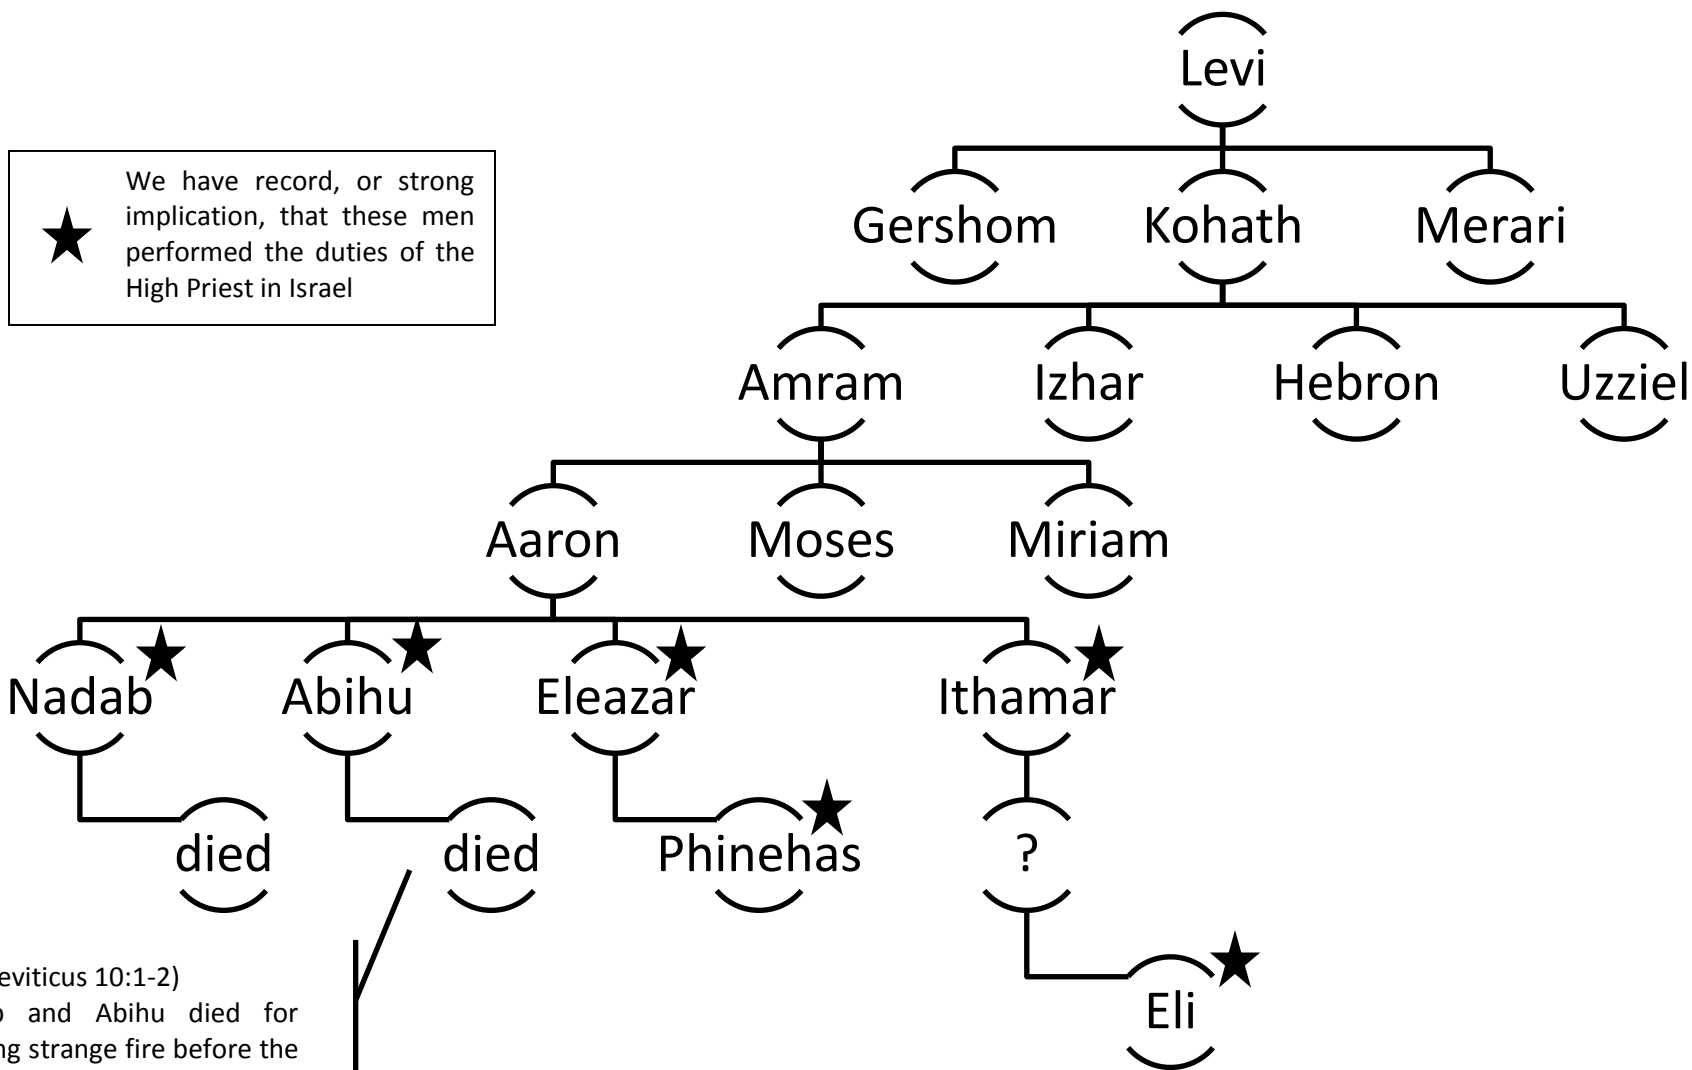 Levi
We have record, or strong
implication, that these men
performed the duties of the
High Priest in Israel
Gershom Kohath Merari
Amram Izhar Hebron Uzziel
Aaron Moses Miriam
Nadab Abihu Eleazar Ithamar
died died Phinehas ?
eviticus 10:1-2)
and Abihu died for
ng strange fire before the
Eli